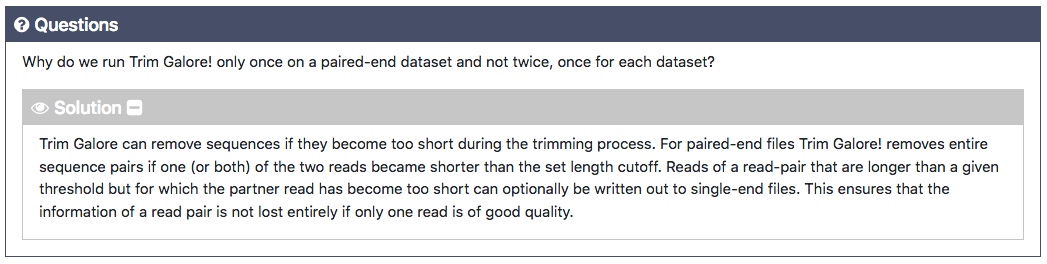 Questions
Why do we run Trim Galore! only once on a paired-end dataset and not twice, once for each dataset?
Solution
Trim Galore can remove sequences if they become too short during the trimming process. For paired-end files Trim Galore! removes entire
sequence pairs if one (or both) of the two reads became shorter than the set length cutoff. Reads of a read-pair that are longer than a given
threshold but for which the partner read has become too short can optionally be written out to single-end files. This ensures that the
information of a read pair is not lost entirely if only one read is of good quality.